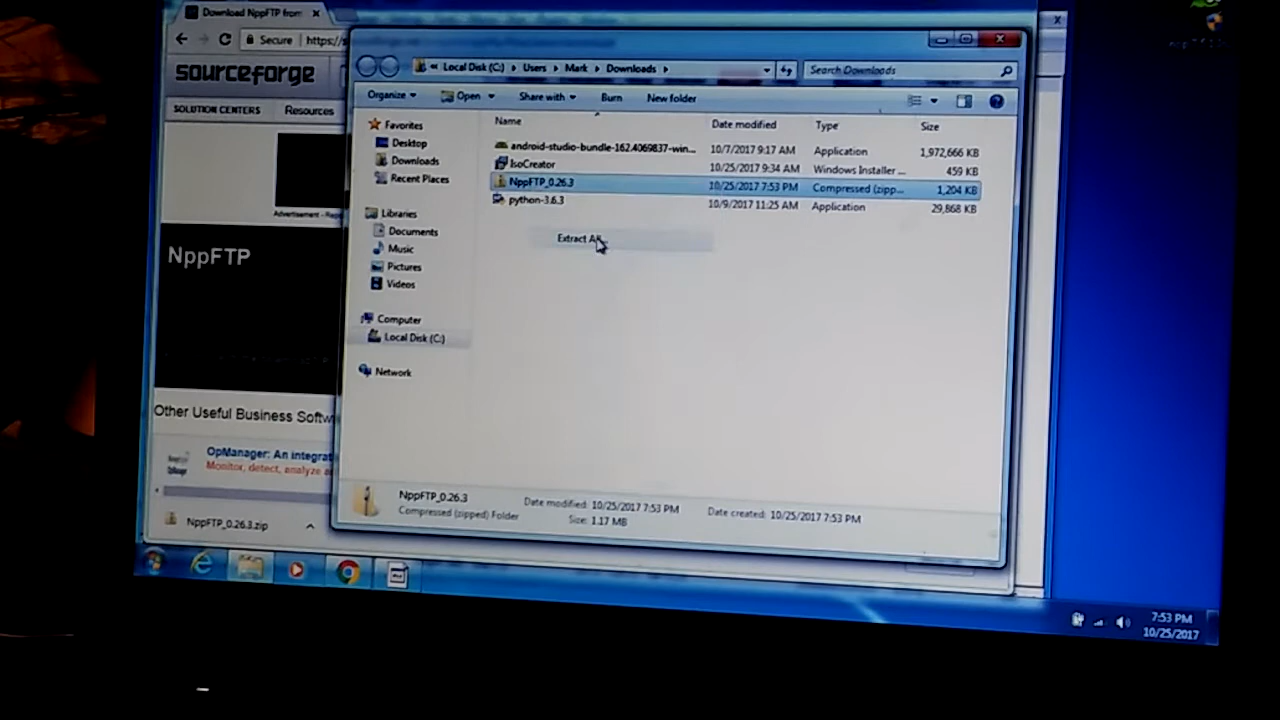 Download NppFTP from
Secure https://s
Local Disk (C:) Users Mark Downloads
Search Downloads
sourceforge
Organize Open Share with Burn New folder
SOLUTION CENTERS Resources
Favorites
Desktop
Downloads
Recent Places
Libraries
Documents
Music
Pictures
Videos
Computer
Local Disk (C:)
Network
Name Date modified Type Size
android-studio-bundle-162.4069837-win... 10/7/2017 9:17 AM Application 1,972,666 KB
IsoCreator 10/25/2017 9:34 AM Windows Installer ... 459 KB
NppFTP_0.26.3 10/25/2017 7:53 PM Compressed (zipp... 1,204 KB
python-3.6.3 10/9/2017 11:25 AM Application 29,868 KB
Extract All...
NppFTP
Other Useful Business Softw
OpManager: An integrat
Monitor, detect, analyze a
NppFTP_0.26.3 Date modified: 10/25/2017 7:53 PM Date created: 10/25/2017 7:53 PM
Compressed (zipped) Folder Size: 1.17 MB
NppFTP_0.26.3.zip
7:53 PM
10/25/2017